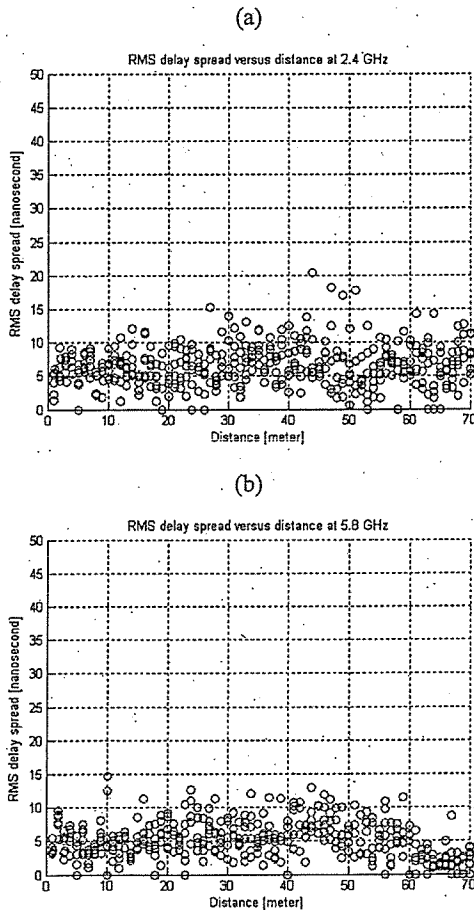 (a)
RMS delay spread versus distance at 2.4 GHz
50
45
40
35
30
25
20
15
10
5
0
RMS delay spread [nanosecond]
0 10 20 30 40 50 60 70
Distance [meter]
(b)
RMS delay spread versus distance at 5.8 GHz
50
45
40
35
30
25
20
15
10
5
0
RMS delay spread [nanosecond]
0 10 20 30 40 50 60 70
Distance [meter]